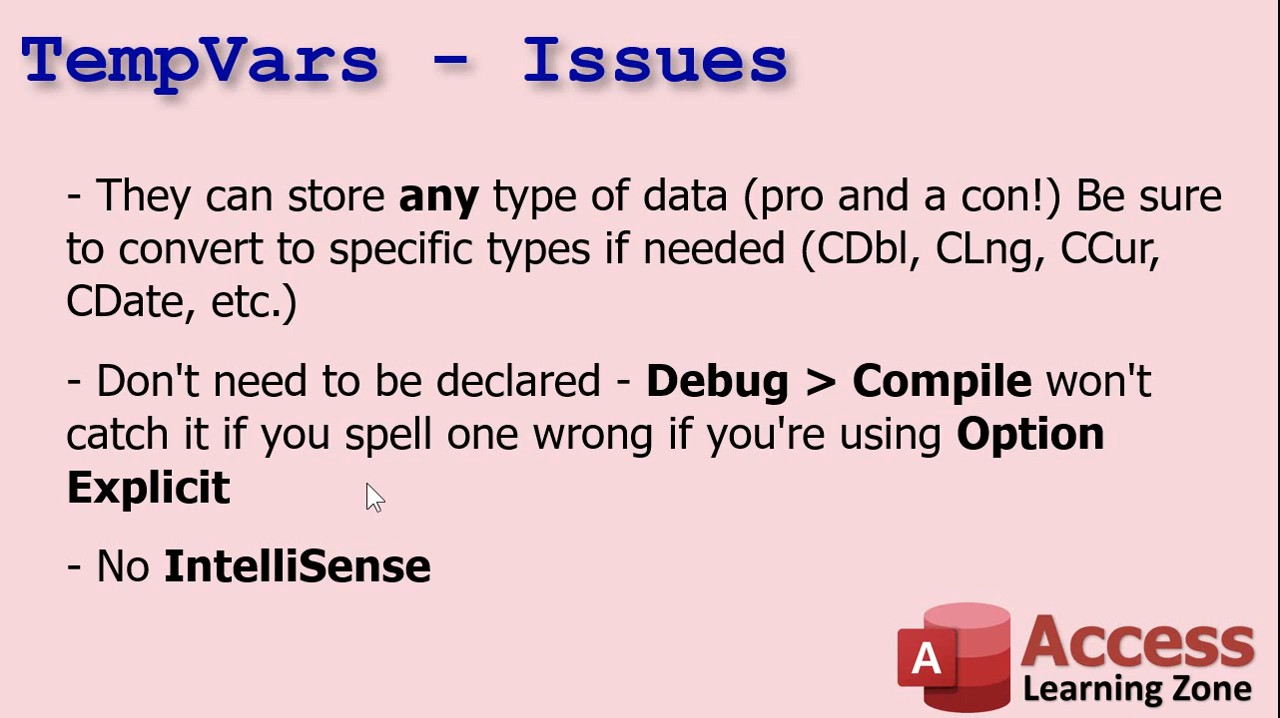 TempVars - Issues
- They can store any type of data (pro and a con!) Be sure
to convert to specific types if needed (CDbl, CLng, CCur,
CDate, etc.)
- Don't need to be declared - Debug > Compile won't
catch it if you spell one wrong if you're using Option
Explicit
- No IntelliSense
A
Access
Learning Zone